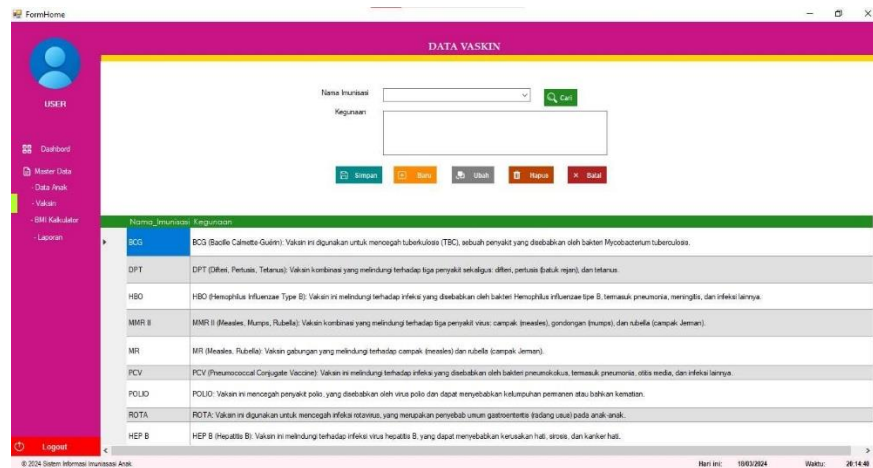 FormHome
DATA VASKIN
USER
Nama Imunisasi
Cari
Kegunaan
Dashbord
Master Data
- Data Anak
- Vaksin
- BMI Kalkulator
- Laporan
Simpan Baru Ubah Hapus Batal
Nama_Imunisasi Kegunaan
BCG BCG (Bacille Calmette-Guérin): Vaksin ini digunakan untuk mencegah tuberkulosis (TBC), sebuah penyakit yang disebabkan oleh bakteri Mycobacterium tuberculosis.
DPT DPT (Difteri, Pertusis, Tetanus): Vaksin kombinasi yang melindungi terhadap tiga penyakit sekaligus: difteri, pertusis (batuk rejan), dan tetanus.
HBO HBO (Hemophilus Influenzae Type B): Vaksin ini melindungi terhadap infeksi yang disebabkan oleh bakteri Hemophilus influenzae tipe B, termasuk pneumonia, meningitis, dan infeksi lainnya.
MMR II MMR II (Measles, Mumps, Rubella): Vaksin kombinasi yang melindungi terhadap tiga penyakit virus: campak (measles), gondongan (mumps), dan rubella (campak Jerman).
MR MR (Measles, Rubella): Vaksin gabungan yang melindungi terhadap campak (measles) dan rubella (campak Jerman).
PCV PCV (Pneumococcal Conjugate Vaccine): Vaksin ini melindungi terhadap infeksi yang disebabkan oleh bakteri pneumokokus, termasuk pneumonia, otitis media, dan infeksi lainnya.
POLIO POLIO: Vaksin ini mencegah penyakit polio, yang disebabkan oleh virus polio dan dapat menyebabkan kelumpuhan permanen atau bahkan kematian.
ROTA ROTA: Vaksin ini digunakan untuk mencegah infeksi rotavirus, yang merupakan penyebab umum gastroenteritis (radang usus) pada anak-anak.
HEP B HEP B (Hepatitis B): Vaksin ini melindungi terhadap infeksi virus hepatitis B, yang dapat menyebabkan kerusakan hati, sirosis, dan kanker hati.
Logout
© 2024 Sistem Informasi Imuniasasi Anak. Hari ini: 18/03/2024 Waktu: 20:14:48